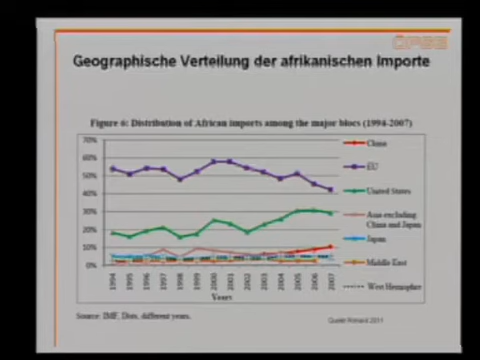 Geographische Verteilung der afrikanischen Importe
Figure 6: Distribution of African imports among the major blocs (1994-2007)
70%
60%
50%
40%
30%
20%
10%
0%
1994
1995
1996
1997
1998
1999
2000
2001
2002
2003
2004
2005
2006
2007
Years
China
EU
United States
Asia excluding
China and Japan
Japan
Middle East
West Hemisphere
Source: IMF, Dots, different years.
2011